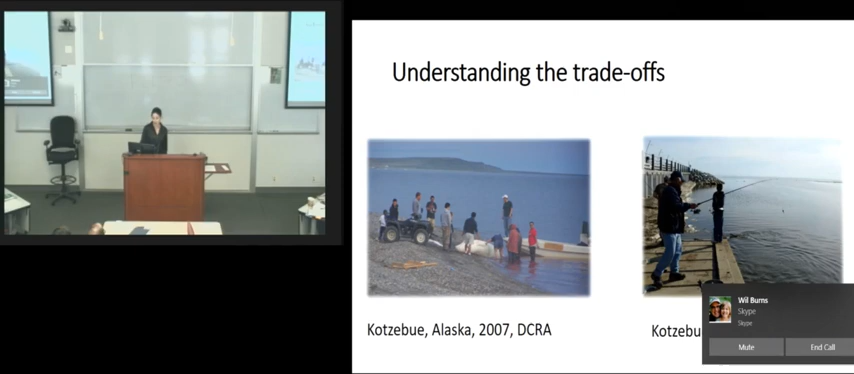 Understanding the trade-offs
Kotzebue, Alaska, 2007, DCRA
Kotzebu
Wil Burns
Skype
Skype
Mute
End Call